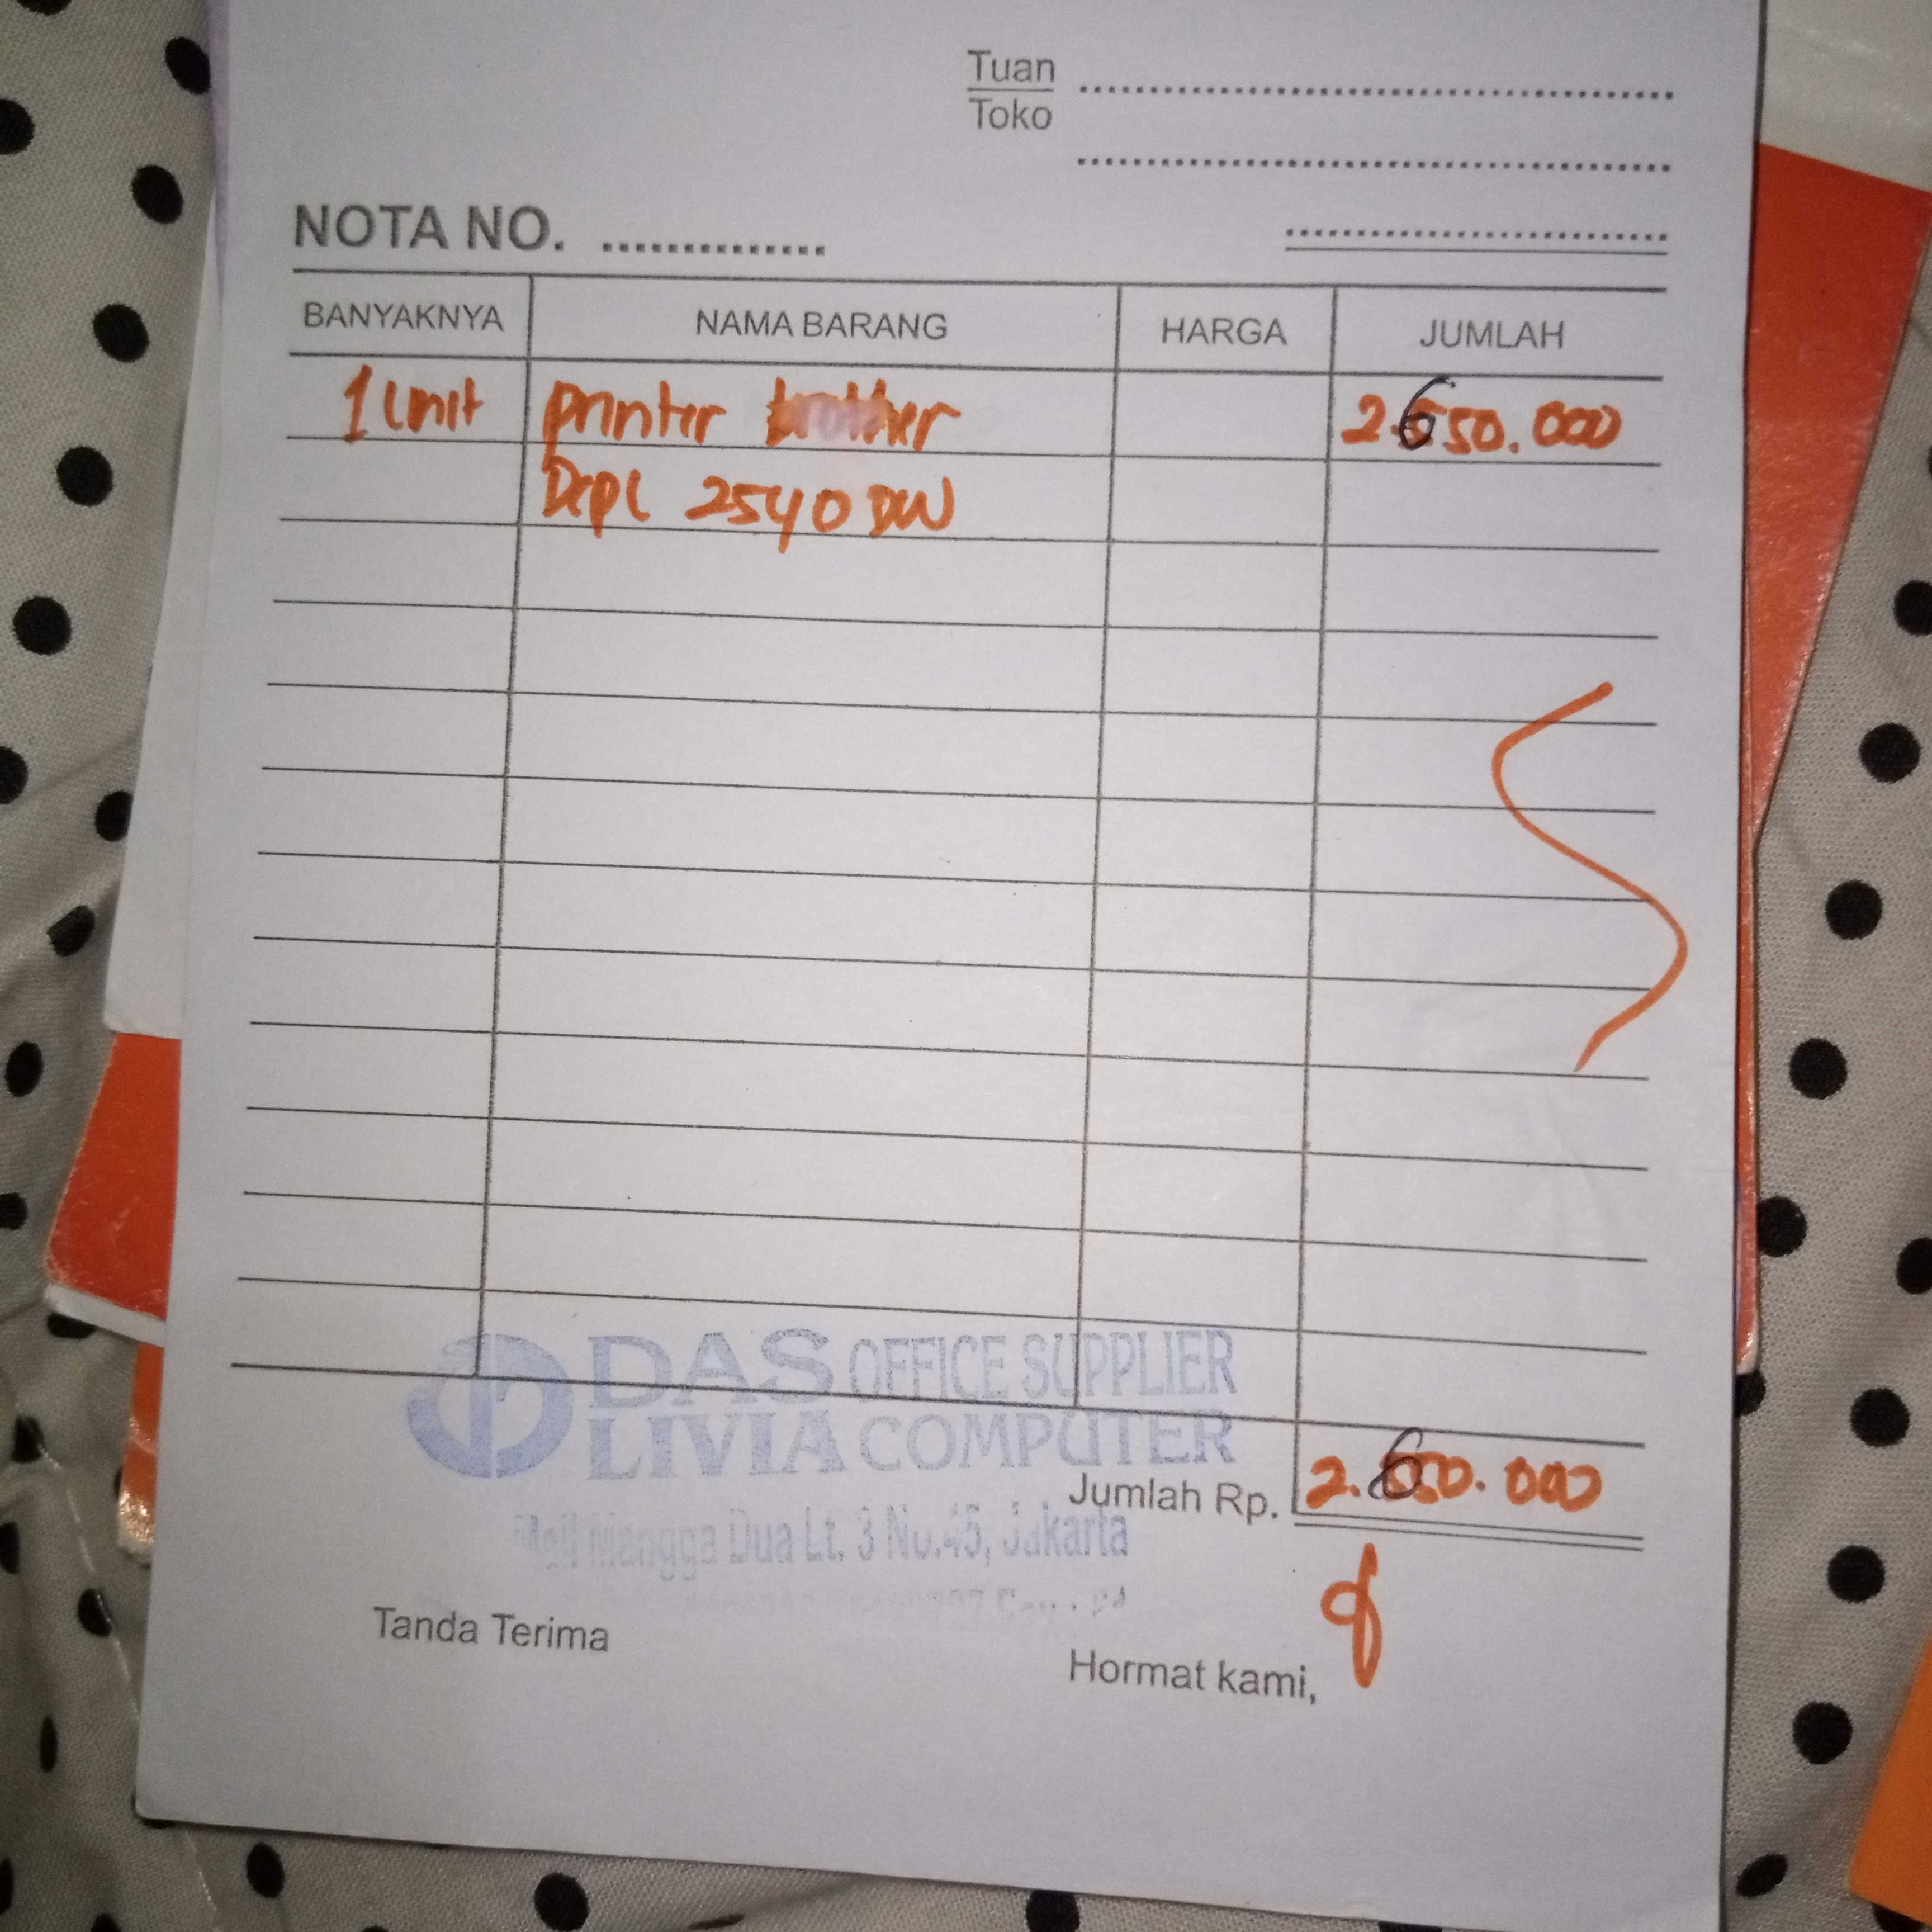 Tuan
Toko
NOTA NO.
BANYAKNYA NAMA BARANG HARGA JUMLAH
1 Unit printer brother 2.650.000
Dcpl 2540 DW
DAS OFFICE SUPPLIER
LIVIA COMPUTER
Jumlah Rp. 2.650.000
Mall Mangga Dua Lt. 3 No.45, Jakarta
Tanda Terima
Hormat kami,